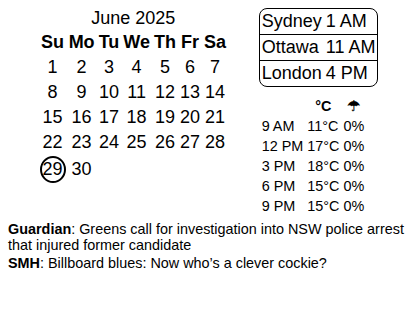 June 2025
Su Mo Tu We Th Fr Sa
1 2 3 4 5 6 7
8 9 10 11 12 13 14
15 16 17 18 19 20 21
22 23 24 25 26 27 28
29 30
Sydney 1 AM
Ottawa 11 AM
London 4 PM
°C ☂
9 AM 11°C 0%
12 PM 17°C 0%
3 PM 18°C 0%
6 PM 15°C 0%
9 PM 15°C 0%
Guardian: Greens call for investigation into NSW police arrest
that injured former candidate
SMH: Billboard blues: Now who’s a clever cockie?